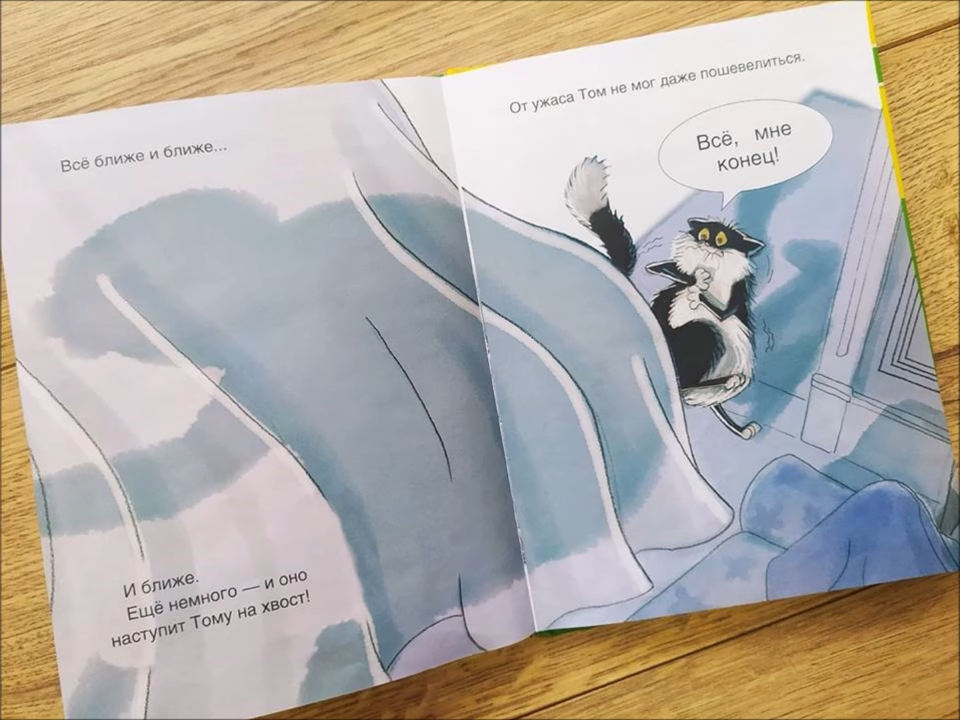 Всё ближе и ближе...
И ближе.
Ещё немного — и оно
наступит Тому на хвост!
От ужаса Том не мог даже пошевелиться.
Всё, мне
конец!